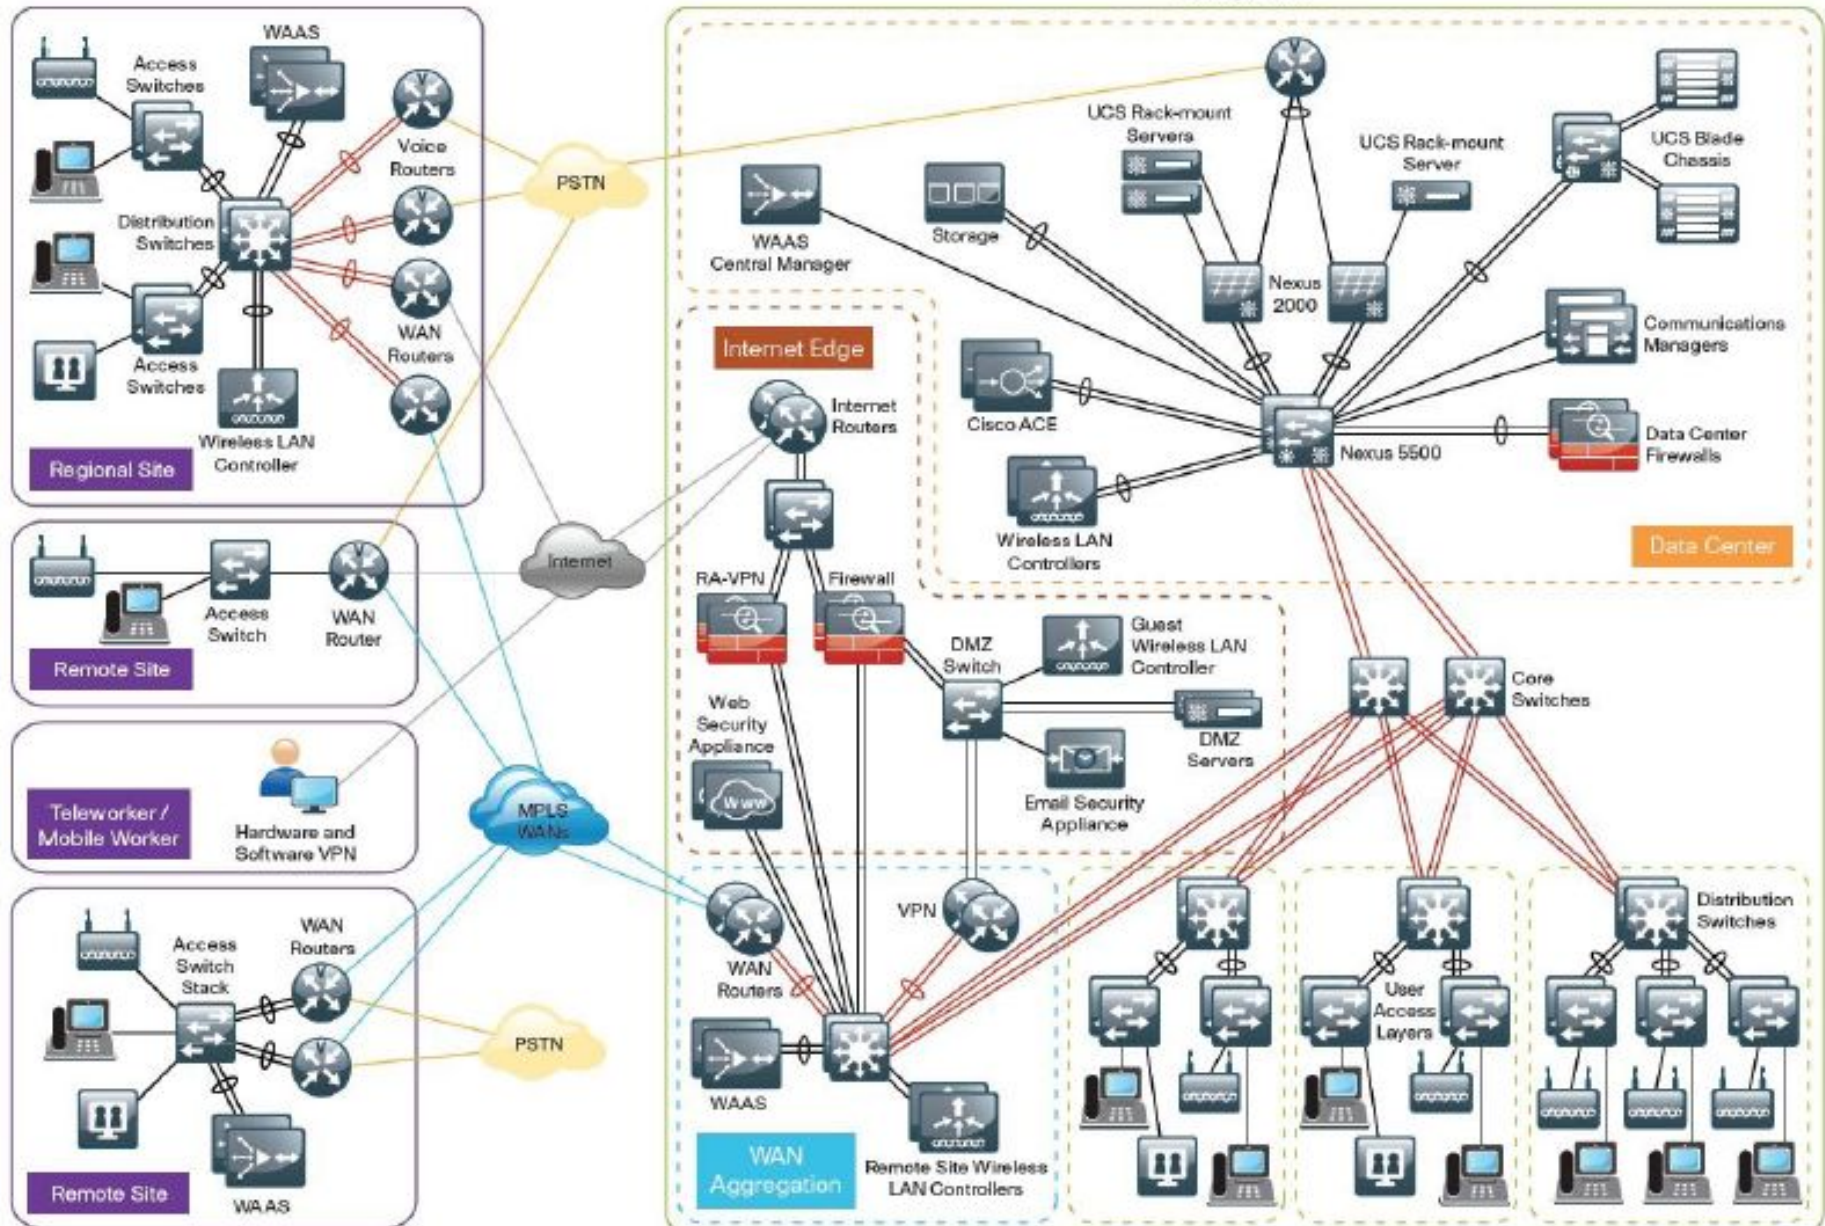 WAAS
Access
Switches
Voice
Routers
Distribution
Switches
WAN
Routers
Access
Switches
Wireless LAN
Controller
Regional Site
PSTN
Access
Switch
WAN
Router
Remote Site
Internet
Teleworker /
Mobile Worker
Hardware and
Software VPN
MPLS
WANs
WAN
Routers
Access
Switch
Stack
PSTN
WAAS
Remote Site
UCS Rack-mount
Servers
UCS Rack-mount
Server
UCS Blade
Chassis
WAAS
Central Manager
Storage
Nexus
2000
Communications
Managers
Cisco ACE
Nexus 5500
Data Center
Firewalls
Wireless LAN
Controllers
Data Center
Internet Edge
Internet
Routers
RA-VPN
Firewall
DMZ
Switch
Guest
Wireless LAN
Controller
Web
Security
Appliance
www
DMZ
Servers
Email Security
Appliance
Core
Switches
WAN
Routers
VPN
WAAS
WAN
Aggregation
Remote Site Wireless
LAN Controllers
User
Access
Layers
Distribution
Switches
V
V
V
V
V